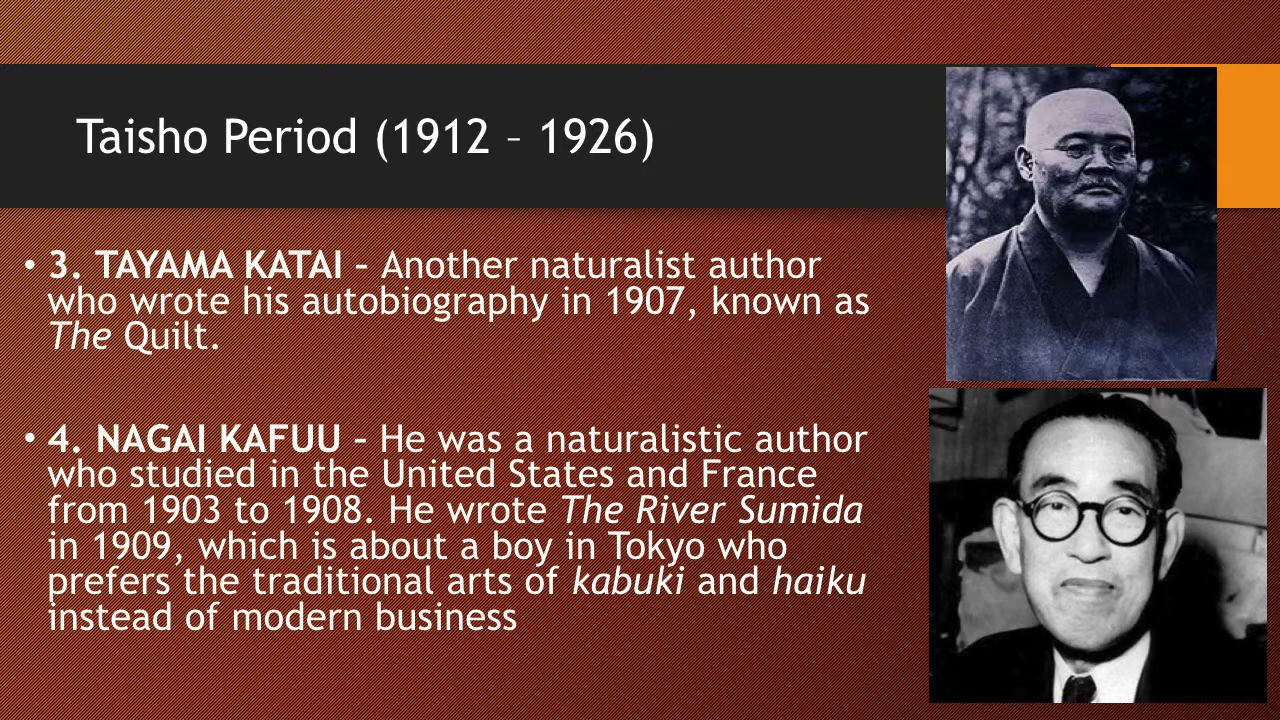 Taisho Period (1912 – 1926)
• 3. TAYAMA KATAI – Another naturalist author
who wrote his autobiography in 1907, known as
The Quilt.
• 4. NAGAI KAFUU – He was a naturalistic author
who studied in the United States and France
from 1903 to 1908. He wrote The River Sumida
in 1909, which is about a boy in Tokyo who
prefers the traditional arts of kabuki and haiku
instead of modern business